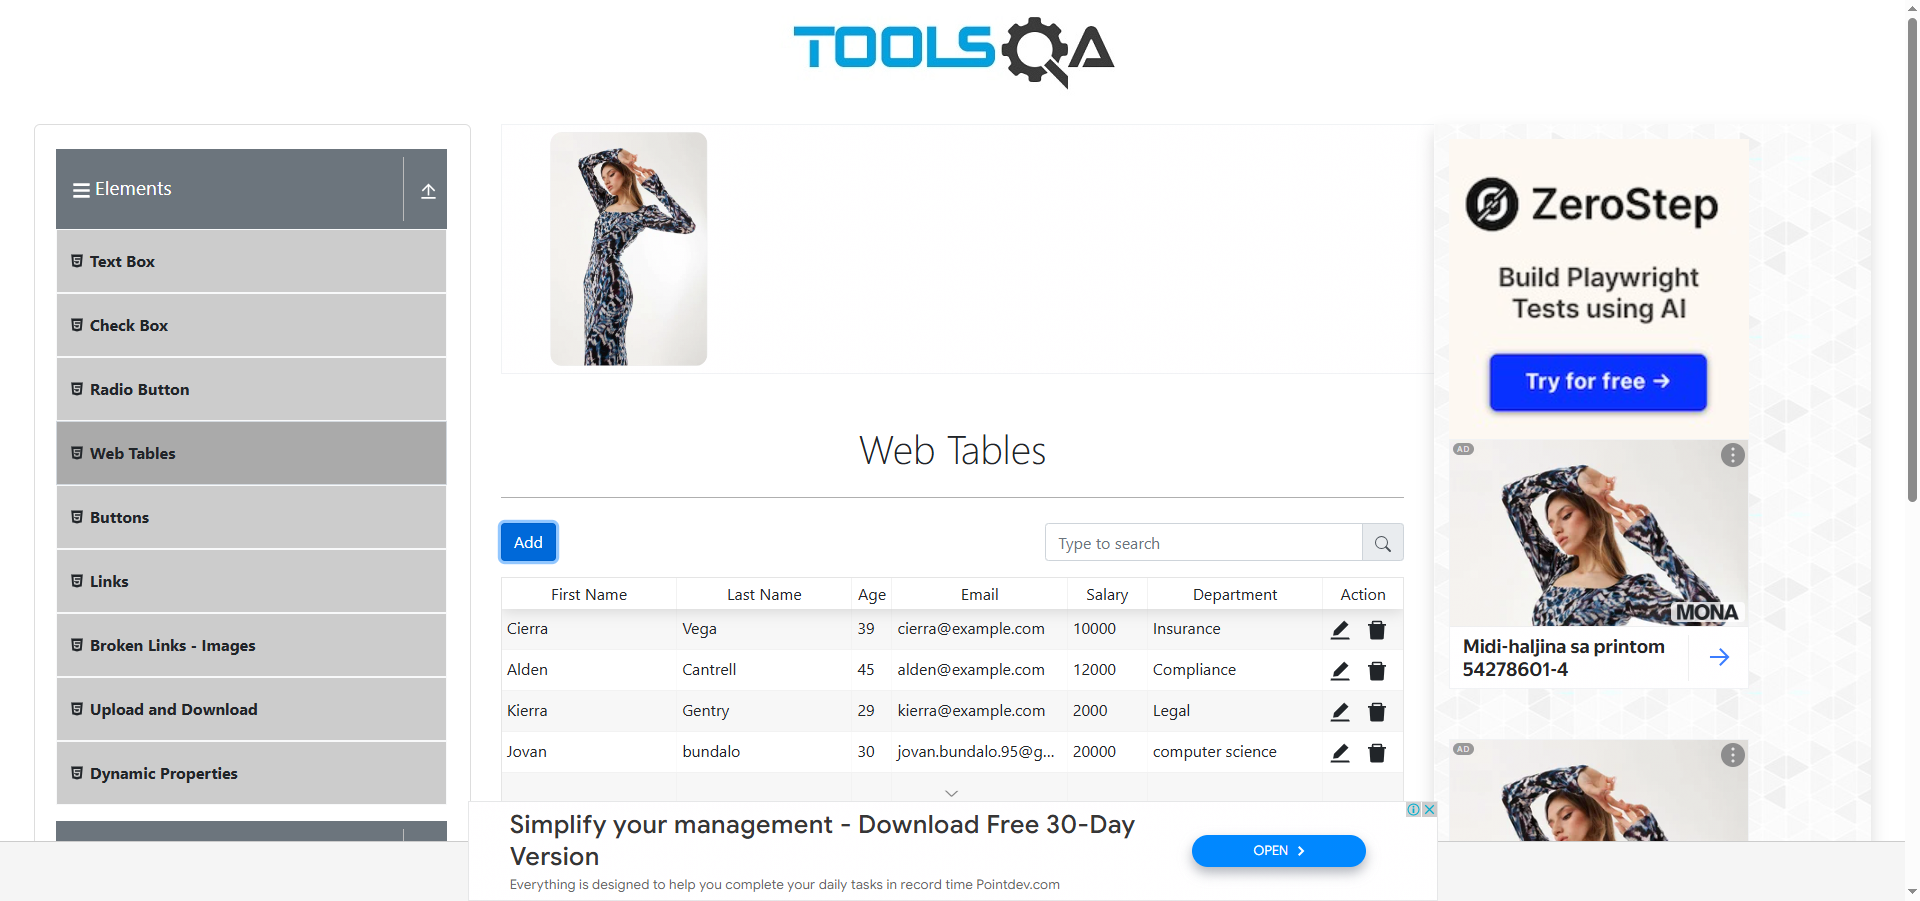 TOOLSQA
Elements
Text Box
Check Box
Radio Button
Web Tables
Buttons
Links
Broken Links - Images
Upload and Download
Dynamic Properties
Web Tables
Add
Type to search
First Name Last Name Age Email Salary Department Action
Cierra Vega 39 cierra@example.com 10000 Insurance
Alden Cantrell 45 alden@example.com 12000 Compliance
Kierra Gentry 29 kierra@example.com 2000 Legal
Jovan bundalo 30 jovan.bundalo.95@g... 20000 computer science
Simplify your management - Download Free 30-Day
Version
Everything is designed to help you complete your daily tasks in record time Pointdev.com
OPEN
ZeroStep
Build Playwright
Tests using AI
Try for free →
AD
MONA
Midi-haljina sa printom
54278601-4
AD